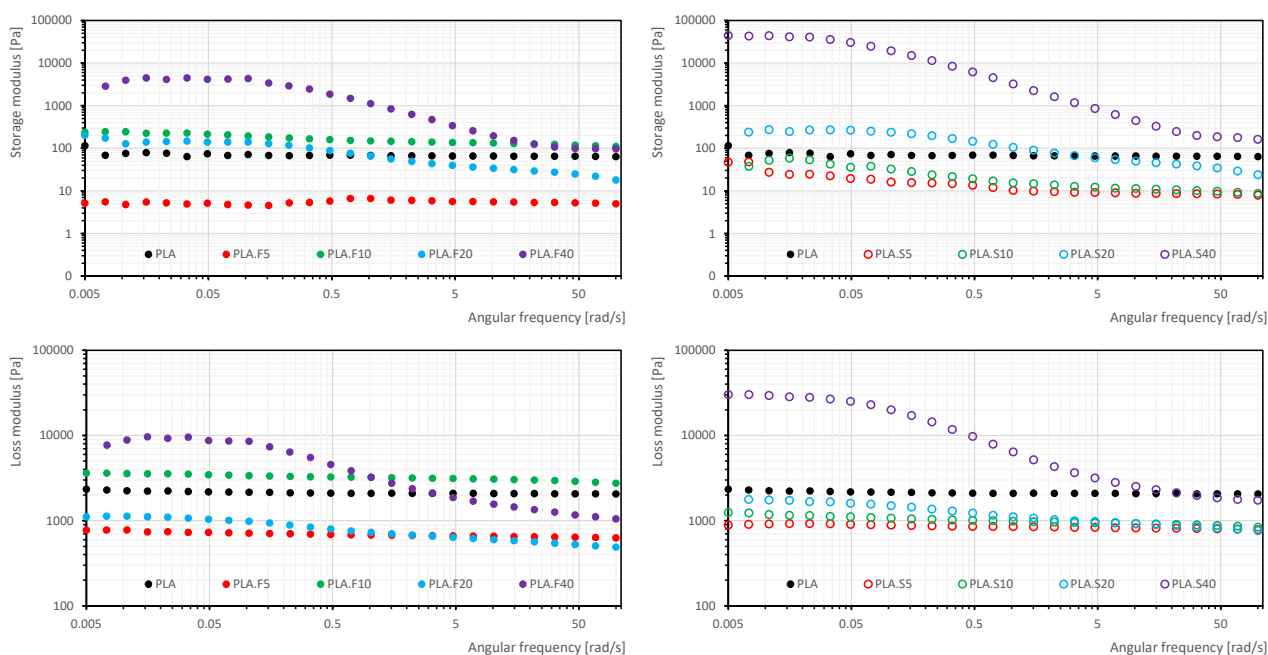 Storage modulus [Pa]
100000
10000
1000
100
10
1
0
PLA PLA.F5 PLA.F10 PLA.F20 PLA.F40
0.005 0.05 0.5 5 50
Angular frequency [rad/s]
Storage modulus [Pa]
100000
10000
1000
100
10
1
0
PLA PLA.S5 PLA.S10 PLA.S20 PLA.S40
0.005 0.05 0.5 5 50
Angular frequency [rad/s]
Loss modulus [Pa]
100000
10000
1000
100
PLA PLA.F5 PLA.F10 PLA.F20 PLA.F40
0.005 0.05 0.5 5 50
Angular frequency [rad/s]
Loss modulus [Pa]
100000
10000
1000
100
PLA PLA.S5 PLA.S10 PLA.S20 PLA.S40
0.005 0.05 0.5 5 50
Angular frequency [rad/s]